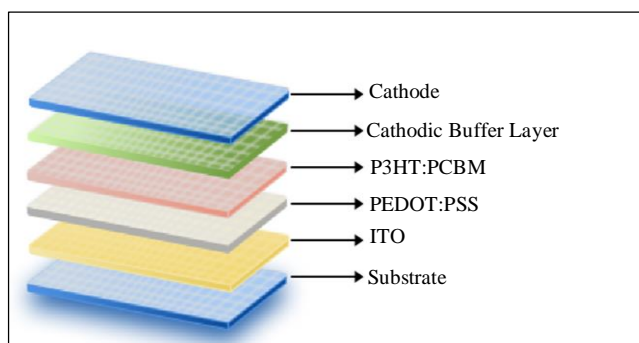 Cathode
Cathodic Buffer Layer
P3HT:PCBM
PEDOT:PSS
ITO
Substrate